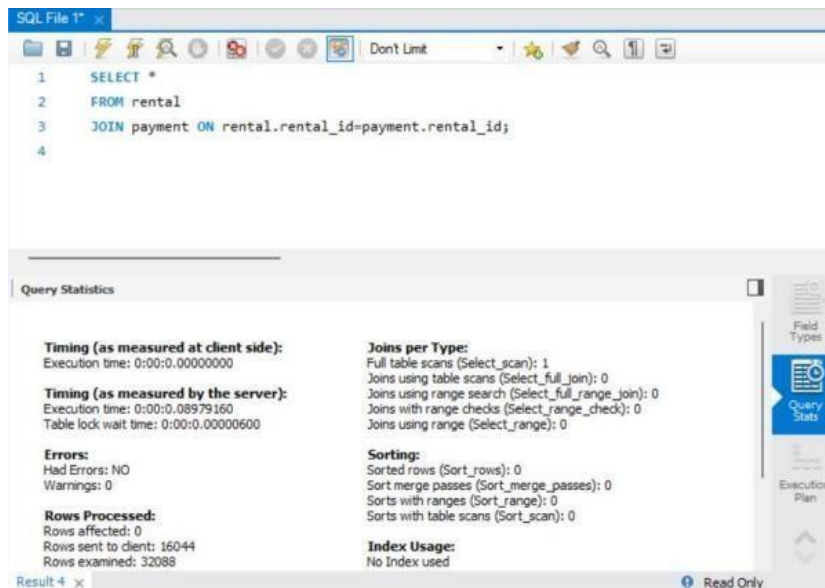 SQL File 1*
Don't Limit
1 SELECT *
2 FROM rental
3 JOIN payment ON rental.rental_id=payment.rental_id;
4
Query Statistics
Timing (as measured at client side):
Execution time: 0:00:0.00000000
Timing (as measured by the server):
Execution time: 0:00:0.08979160
Table lock wait time: 0:00:0.00000600
Errors:
Had Errors: NO
Warnings: 0
Rows Processed:
Rows affected: 0
Rows sent to client: 16044
Rows examined: 32088
Joins per Type:
Full table scans (Select_scan): 1
Joins using table scans (Select_full_join): 0
Joins using range search (Select_full_range_join): 0
Joins with range checks (Select_range_check): 0
Joins using range (Select_range): 0
Sorting:
Sorted rows (Sort_rows): 0
Sort merge passes (Sort_merge_passes): 0
Sorts with ranges (Sort_range): 0
Sorts with table scans (Sort_scan): 0
Index Usage:
No Index used
Field
Types
Query
Stats
Execution
Plan
Result 4
Read Only